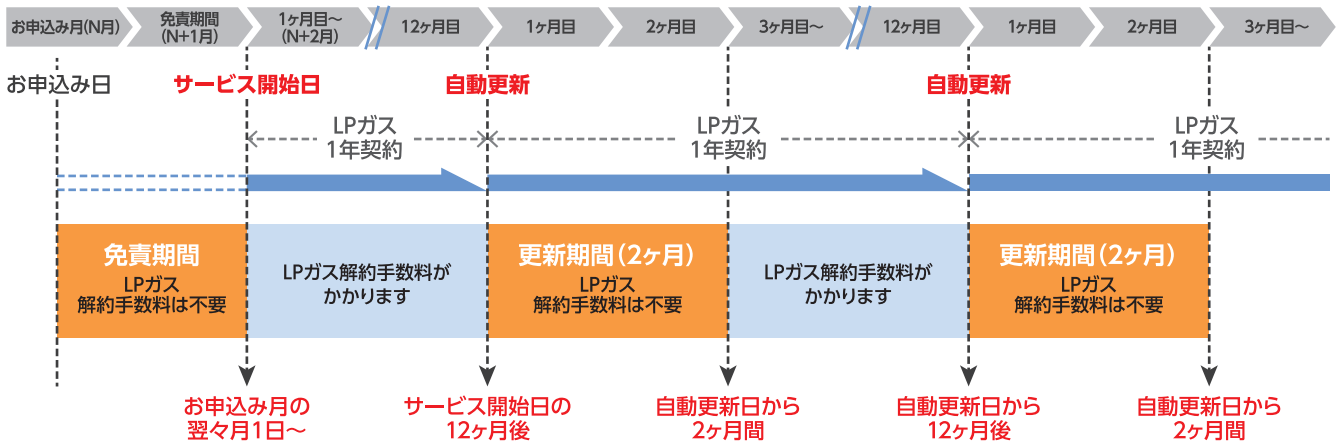 お申込み月(N月)
免責期間
(N+1月)
1ヶ月目～
(N+2月)
12ヶ月目
1ヶ月目
2ヶ月目
3ヶ月目～
12ヶ月目
1ヶ月目
2ヶ月目
3ヶ月目～
お申込み日
サービス開始日
自動更新
自動更新
LPガス
1年契約
LPガス
1年契約
LPガス
1年契約
免責期間
LPガス
解約手数料は不要
LPガス解約手数料が
かかります
更新期間(2ヶ月)
LPガス
解約手数料は不要
LPガス解約手数料が
かかります
更新期間(2ヶ月)
LPガス
解約手数料は不要
お申込み月の
翌々月1日～
サービス開始日の
12ヶ月後
自動更新日から
2ヶ月間
自動更新日から
12ヶ月後
自動更新日から
2ヶ月間